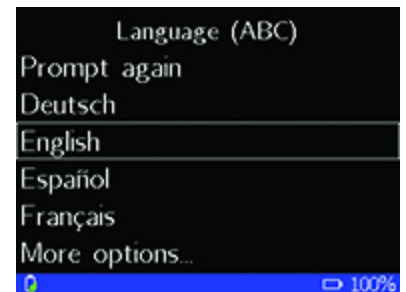 Language (ABC)
Prompt again
Deutsch
English
Español
Français
More options...
100%